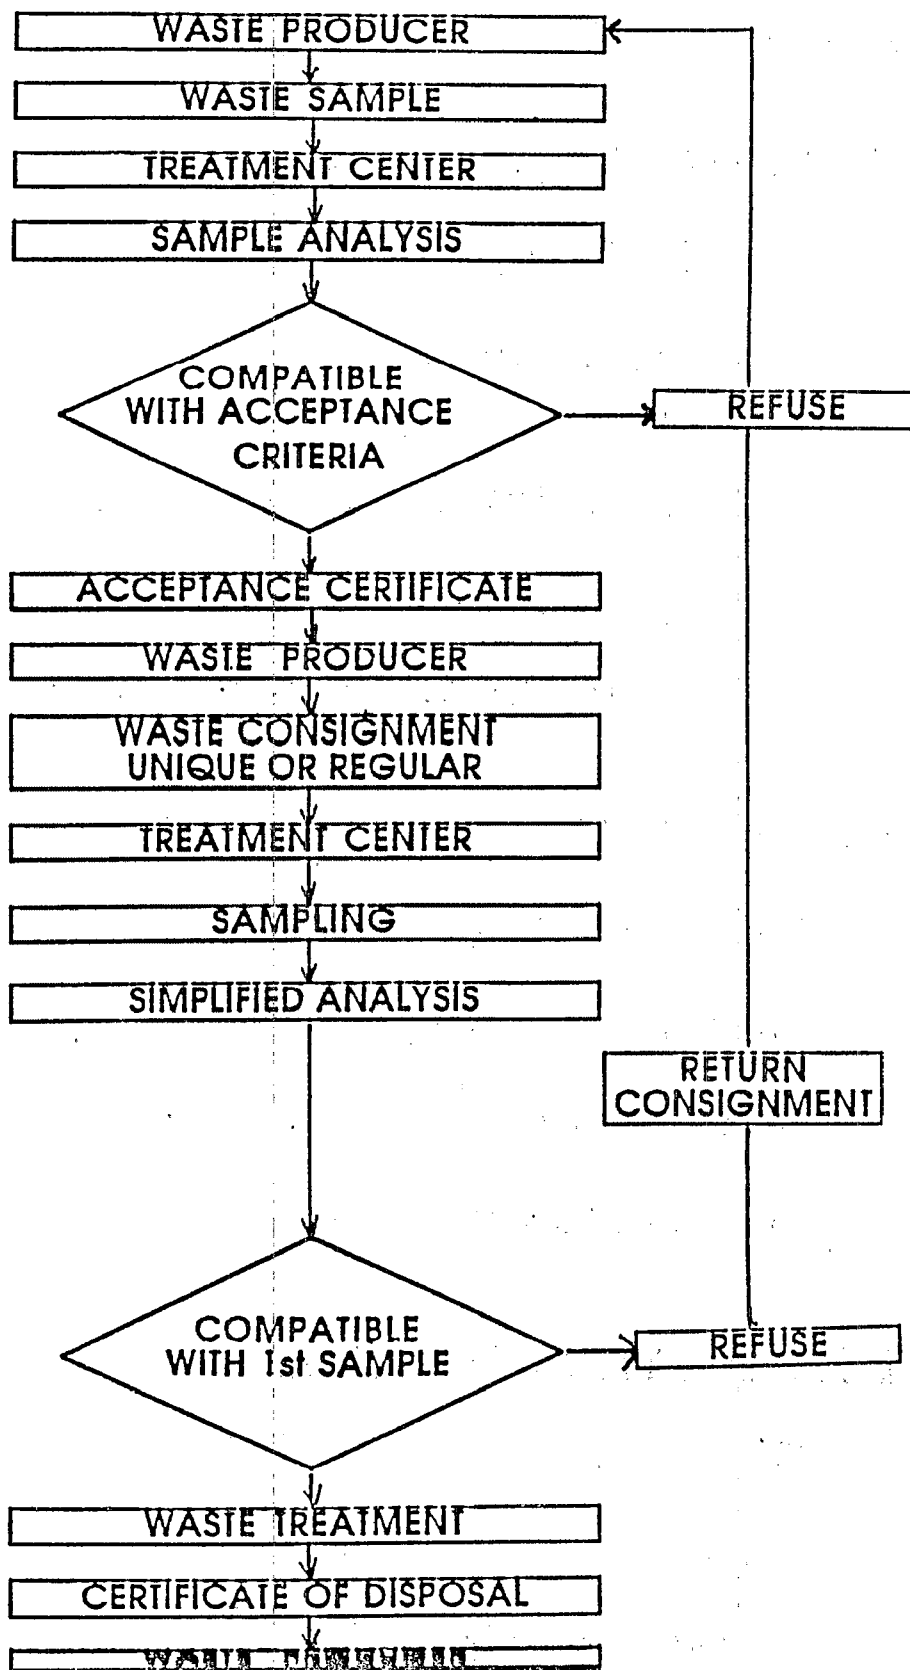 WASTE PRODUCER
WASTE SAMPLE
TREATMENT CENTER
SAMPLE ANALYSIS
COMPATIBLE
WITH ACCEPTANCE
CRITERIA
REFUSE
ACCEPTANCE CERTIFICATE
WASTE PRODUCER
WASTE CONSIGNMENT
UNIQUE OR REGULAR
TREATMENT CENTER
SAMPLING
SIMPLIFIED ANALYSIS
RETURN
CONSIGNMENT
COMPATIBLE
WITH 1st SAMPLE
REFUSE
WASTE TREATMENT
CERTIFICATE OF DISPOSAL
WASTE